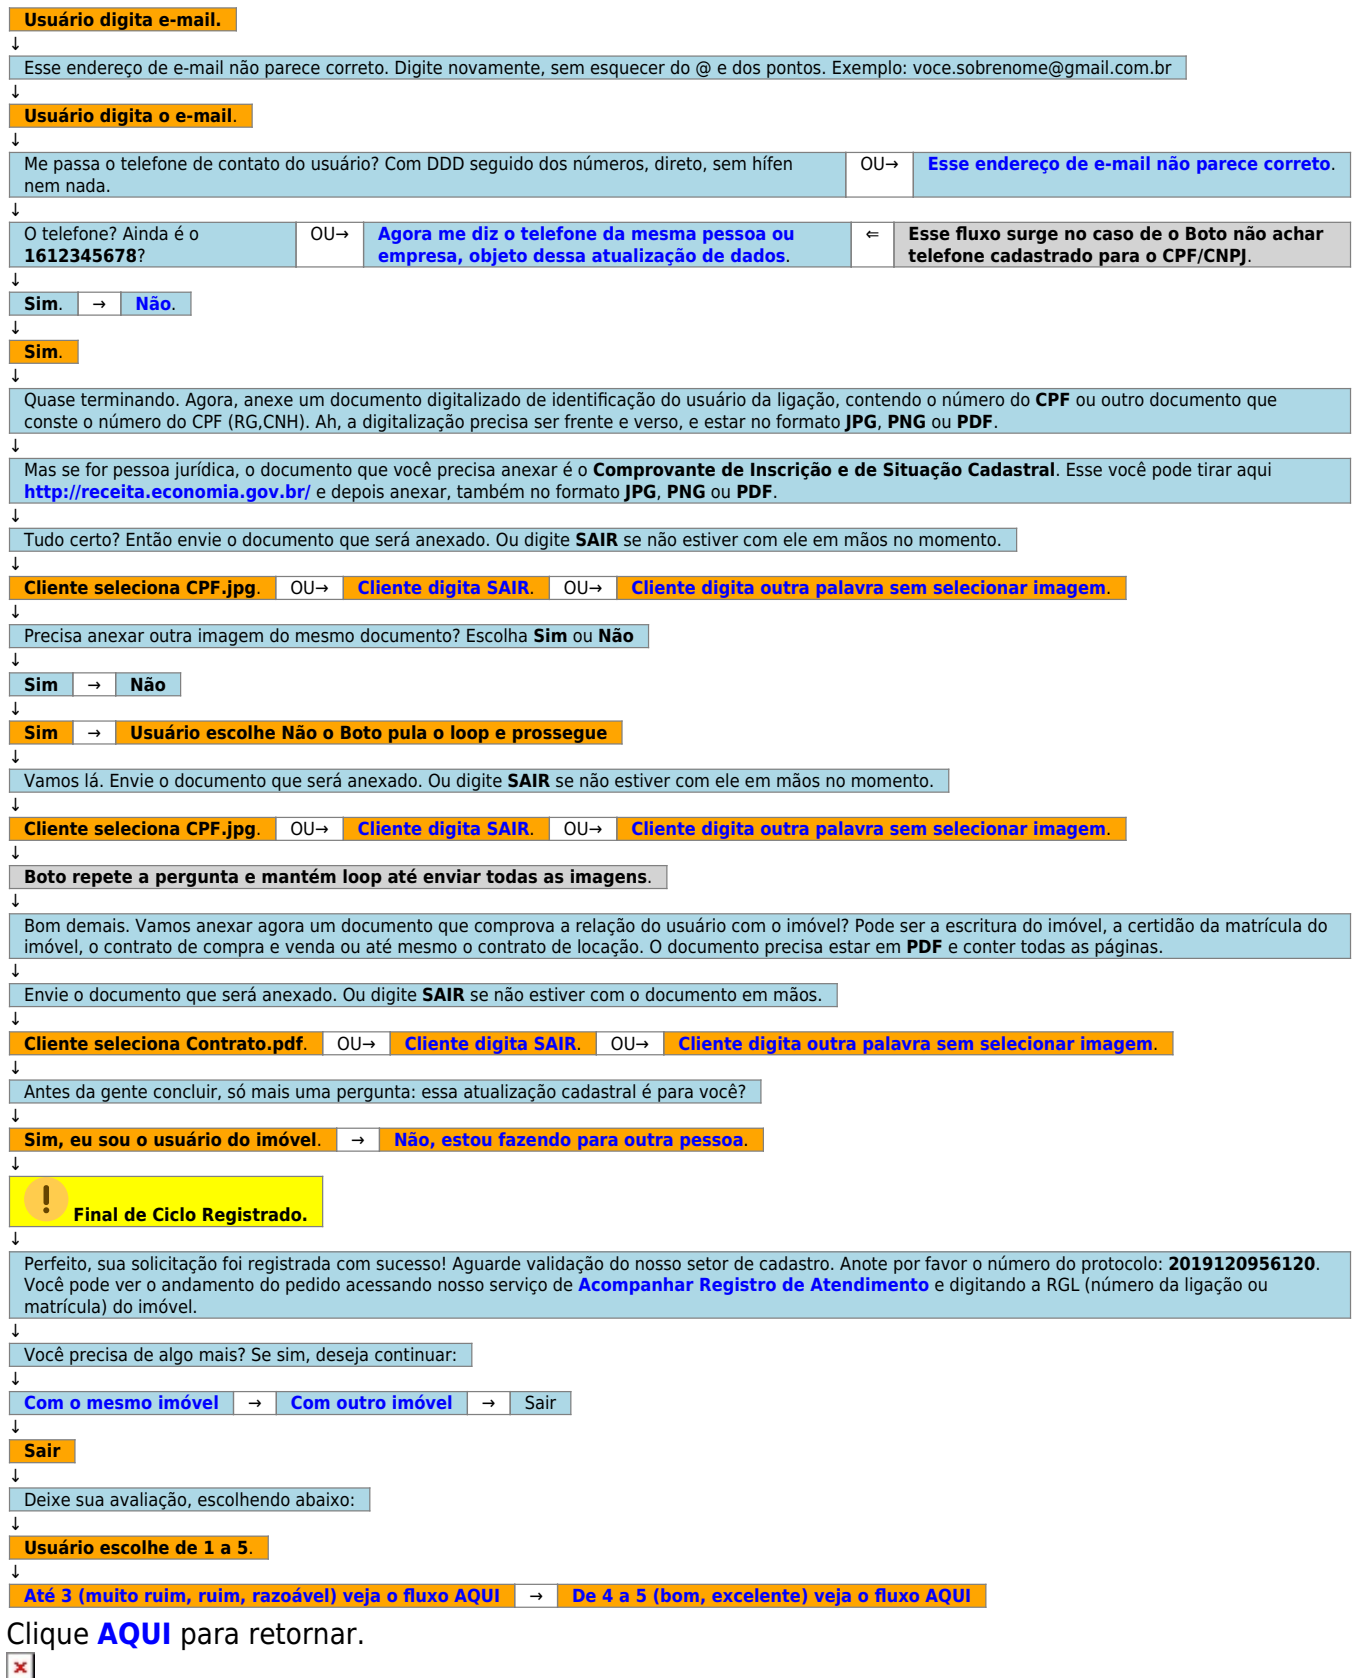 Usuário digita e-mail.
↓
Esse endereço de e-mail não parece correto. Digite novamente, sem esquecer do @ e dos pontos. Exemplo: voce.sobrenome@gmail.com.br
↓
Usuário digita o e-mail.
↓
Me passa o telefone de contato do usuário? Com DDD seguido dos números, direto, sem hífen
nem nada.
OU→
Esse endereço de e-mail não parece correto.
↓
O telefone? Ainda é o
1612345678?
OU→
Agora me diz o telefone da mesma pessoa ou
empresa, objeto dessa atualização de dados.
⇐
Esse fluxo surge no caso de o Boto não achar
telefone cadastrado para o CPF/CNPJ.
↓
Sim. → Não.
↓
Sim.
↓
Quase terminando. Agora, anexe um documento digitalizado de identificação do usuário da ligação, contendo o número do CPF ou outro documento que
conste o número do CPF (RG,CNH). Ah, a digitalização precisa ser frente e verso, e estar no formato JPG, PNG ou PDF.
↓
Mas se for pessoa jurídica, o documento que você precisa anexar é o Comprovante de Inscrição e de Situação Cadastral. Esse você pode tirar aqui
http://receita.economia.gov.br/ e depois anexar, também no formato JPG, PNG ou PDF.
↓
Tudo certo? Então envie o documento que será anexado. Ou digite SAIR se não estiver com ele em mãos no momento.
↓
Cliente seleciona CPF.jpg. OU→ Cliente digita SAIR. OU→ Cliente digita outra palavra sem selecionar imagem.
↓
Precisa anexar outra imagem do mesmo documento? Escolha Sim ou Não
↓
Sim → Não
↓
Sim → Usuário escolhe Não o Boto pula o loop e prossegue
↓
Vamos lá. Envie o documento que será anexado. Ou digite SAIR se não estiver com ele em mãos no momento.
↓
Cliente seleciona CPF.jpg. OU→ Cliente digita SAIR. OU→ Cliente digita outra palavra sem selecionar imagem.
↓
Boto repete a pergunta e mantém loop até enviar todas as imagens.
↓
Bom demais. Vamos anexar agora um documento que comprova a relação do usuário com o imóvel? Pode ser a escritura do imóvel, a certidão da matrícula do
imóvel, o contrato de compra e venda ou até mesmo o contrato de locação. O documento precisa estar em PDF e conter todas as páginas.
↓
Envie o documento que será anexado. Ou digite SAIR se não estiver com o documento em mãos.
↓
Cliente seleciona Contrato.pdf. OU→ Cliente digita SAIR. OU→ Cliente digita outra palavra sem selecionar imagem.
↓
Antes da gente concluir, só mais uma pergunta: essa atualização cadastral é para você?
↓
Sim, eu sou o usuário do imóvel. → Não, estou fazendo para outra pessoa.
↓
Final de Ciclo Registrado.
↓
Perfeito, sua solicitação foi registrada com sucesso! Aguarde validação do nosso setor de cadastro. Anote por favor o número do protocolo: 2019120956120.
Você pode ver o andamento do pedido acessando nosso serviço de Acompanhar Registro de Atendimento e digitando a RGL (número da ligação ou
matrícula) do imóvel.
↓
Você precisa de algo mais? Se sim, deseja continuar:
↓
Com o mesmo imóvel → Com outro imóvel → Sair
↓
Sair
↓
Deixe sua avaliação, escolhendo abaixo:
↓
Usuário escolhe de 1 a 5.
↓
Até 3 (muito ruim, ruim, razoável) veja o fluxo AQUI → De 4 a 5 (bom, excelente) veja o fluxo AQUI
Clique AQUI para retornar.